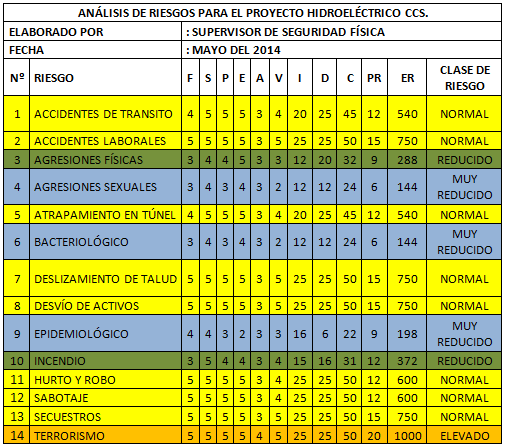 ANÁLISIS DE RIESGOS PARA EL PROYECTO HIDROELÉCTRICO CCS.
ELABORADO POR : SUPERVISOR DE SEGURIDAD FÍSICA
FECHA : MAYO DEL 2014
Nº RIESGO F S P E A V I D C PR ER CLASE DE RIESGO
1 ACCIDENTES DE TRANSITO 4 5 5 5 3 4 20 25 45 12 540 NORMAL
2 ACCIDENTES LABORALES 5 5 5 5 3 5 25 25 50 15 750 NORMAL
3 AGRESIONES FÍSICAS 3 4 4 5 3 3 12 20 32 9 288 REDUCIDO
4 AGRESIONES SEXUALES 3 4 3 4 3 2 12 12 24 6 144 MUY REDUCIDO
5 ATRAPAMIENTO EN TÚNEL 4 5 5 5 3 4 20 25 45 12 540 NORMAL
6 BACTERIOLÓGICO 3 4 3 4 3 2 12 12 24 6 144 MUY REDUCIDO
7 DESLIZAMIENTO DE TALUD 5 5 5 5 3 5 25 25 50 15 750 NORMAL
8 DESVÍO DE ACTIVOS 5 5 5 5 3 5 25 25 50 15 750 NORMAL
9 EPIDEMIOLÓGICO 4 4 3 2 3 3 16 6 22 9 198 MUY REDUCIDO
10 INCENDIO 3 5 4 4 3 4 15 16 31 12 372 REDUCIDO
11 HURTO Y ROBO 5 5 5 5 3 4 25 25 50 12 600 NORMAL
12 SABOTAJE 5 5 5 5 3 4 25 25 50 12 600 NORMAL
13 SECUESTROS 5 5 5 5 3 5 25 25 50 15 750 NORMAL
14 TERRORISMO 5 5 5 5 4 5 25 25 50 20 1000 ELEVADO